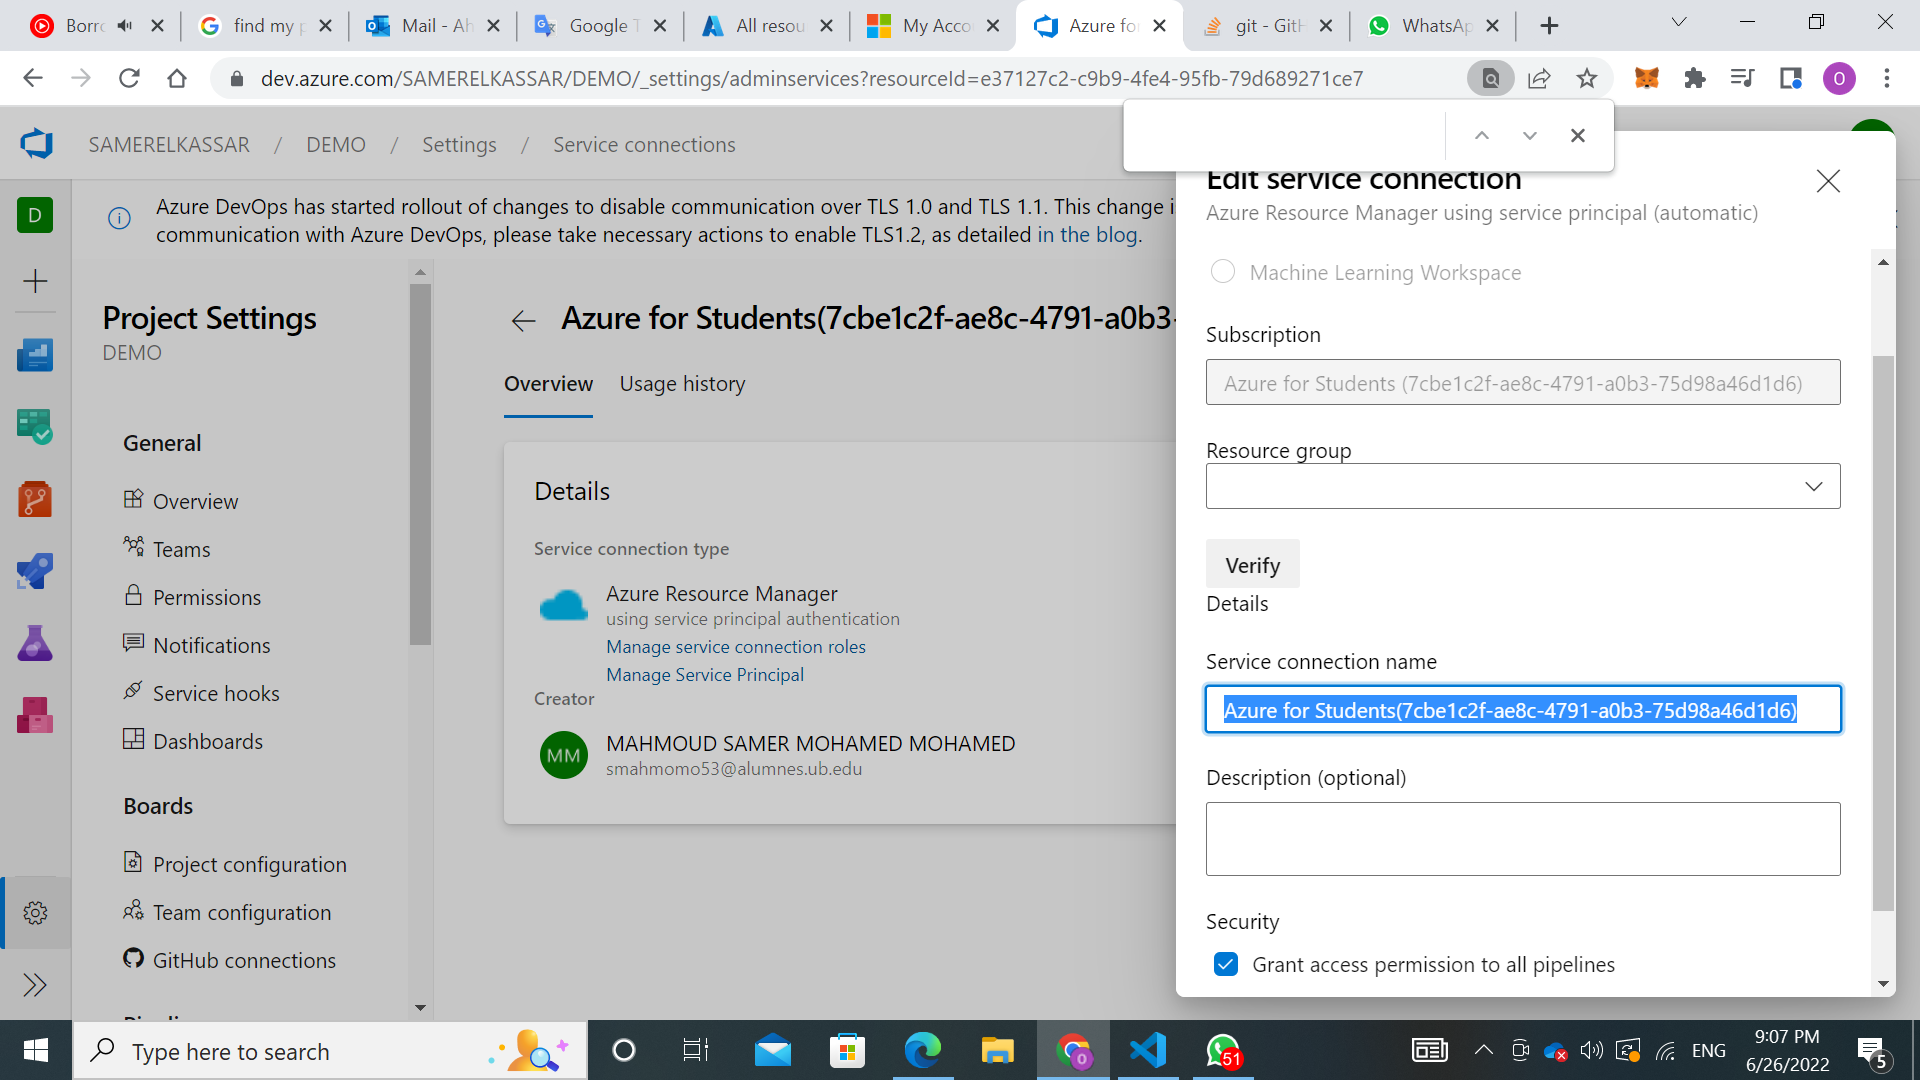 Borro
find my p
Mail - Ah
Google T
All resou
My Acco
Azure for
git - GitH
WhatsAp
dev.azure.com/SAMERELKASSAR/DEMO/_settings/adminservices?resourceId=e37127c2-c9b9-4fe4-95fb-79d689271ce7
O
SAMERELKASSAR / DEMO / Settings / Service connections
D
Azure DevOps has started rollout of changes to disable communication over TLS 1.0 and TLS 1.1. This change i
communication with Azure DevOps, please take necessary actions to enable TLS1.2, as detailed in the blog.
Project Settings
DEMO
General
Overview
Teams
Permissions
Notifications
Service hooks
Dashboards
Boards
Project configuration
Team configuration
GitHub connections
Azure for Students(7cbe1c2f-ae8c-4791-a0b3-
Overview
Usage history
Details
Service connection type
Azure Resource Manager
using service principal authentication
Manage service connection roles
Manage Service Principal
Creator
MM
MAHMOUD SAMER MOHAMED MOHAMED
smahmomo53@alumnes.ub.edu
Edit service connection
Azure Resource Manager using service principal (automatic)
Machine Learning Workspace
Subscription
Azure for Students (7cbe1c2f-ae8c-4791-a0b3-75d98a46d1d6)
Resource group
Verify
Details
Service connection name
Azure for Students(7cbe1c2f-ae8c-4791-a0b3-75d98a46d1d6)
Description (optional)
Security
Grant access permission to all pipelines
Type here to search
O
51
ENG
9:07 PM
6/26/2022
5